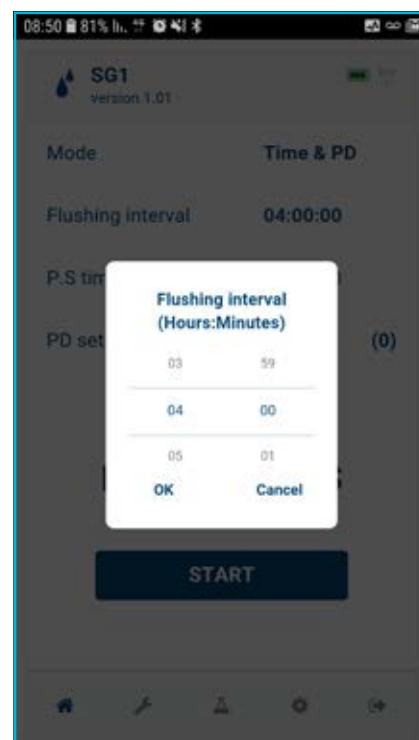 08:50 81%
SG1
version 1.01
Mode Time & PD
Flushing interval 04:00:00
P.S tim
Flushing interval
(Hours:Minutes)
PD set (0)
03 59
04 00
05 01
OK Cancel
START